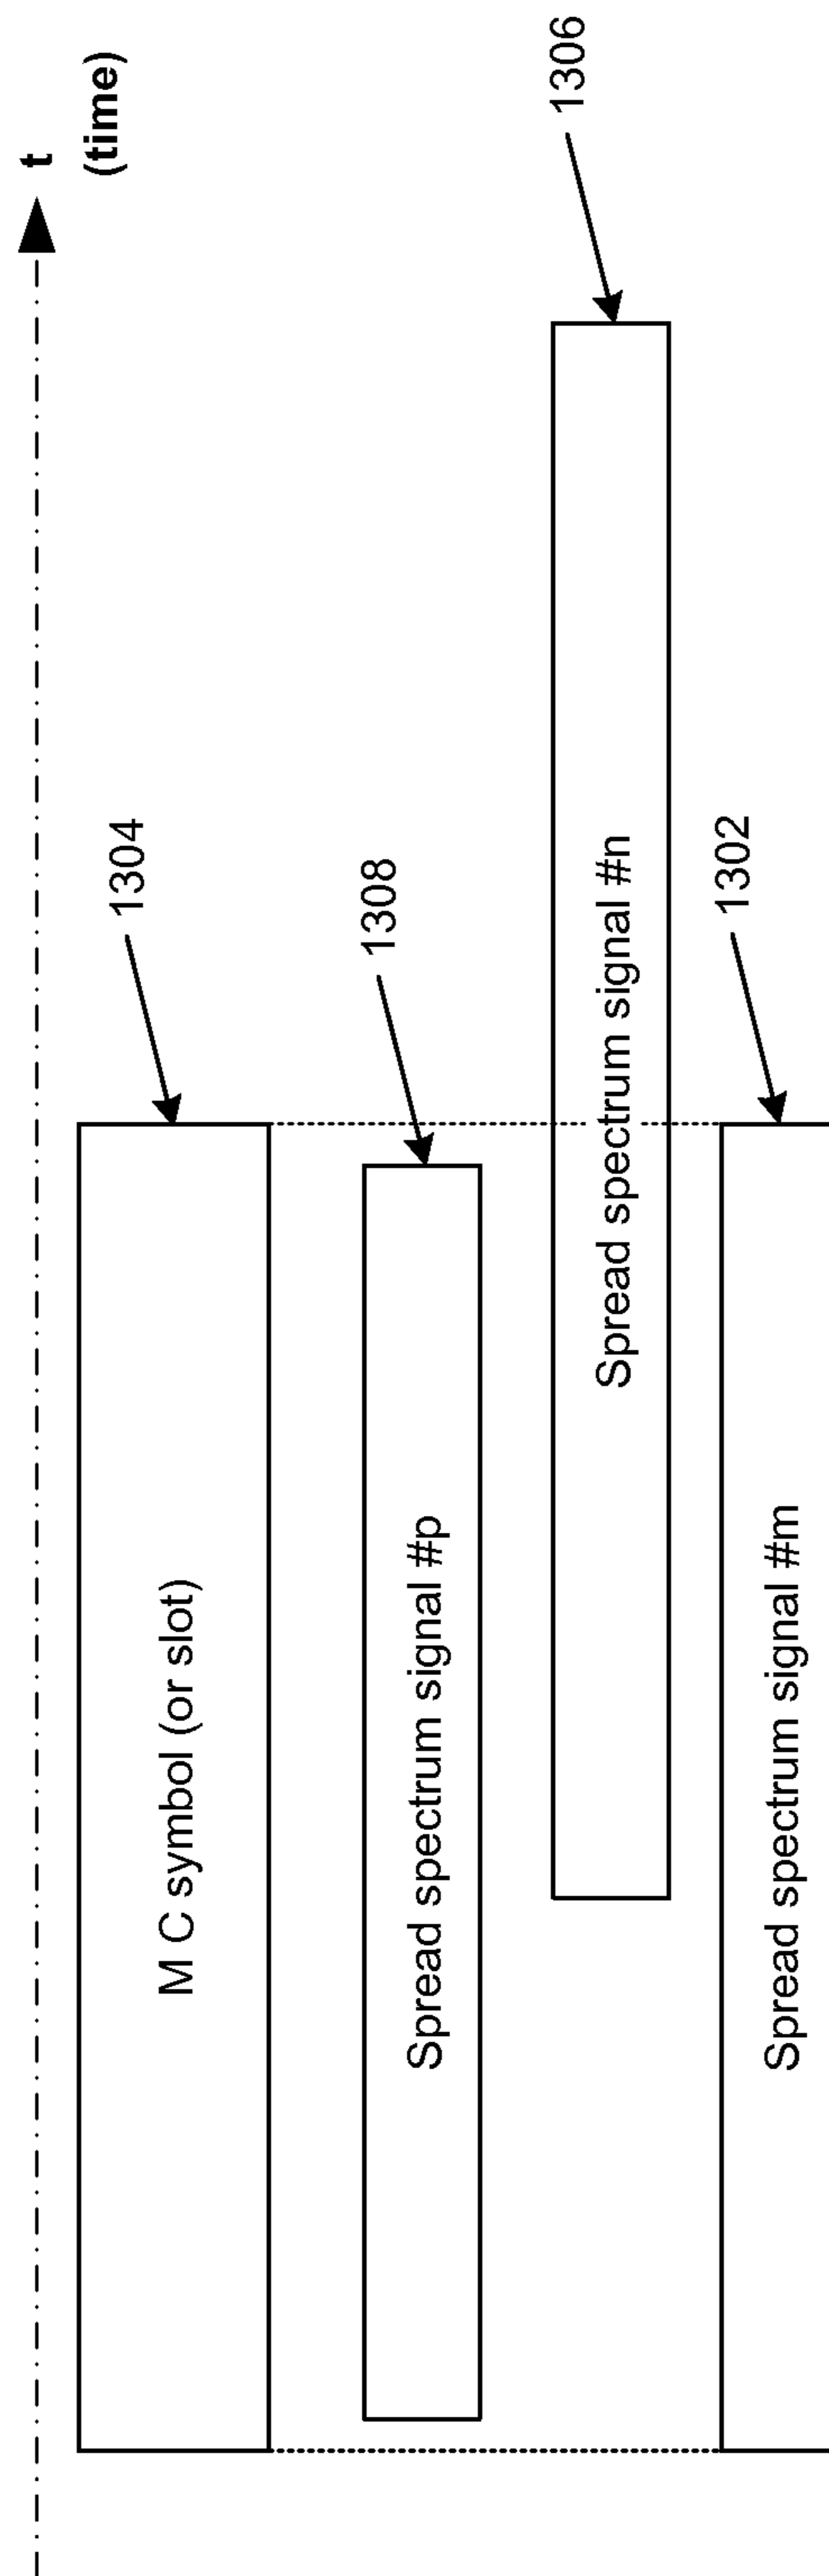 t
(time)
1304
M C symbol (or slot)
1308
Spread spectrum signal #p
1306
Spread spectrum signal #n
1302
Spread spectrum signal #m